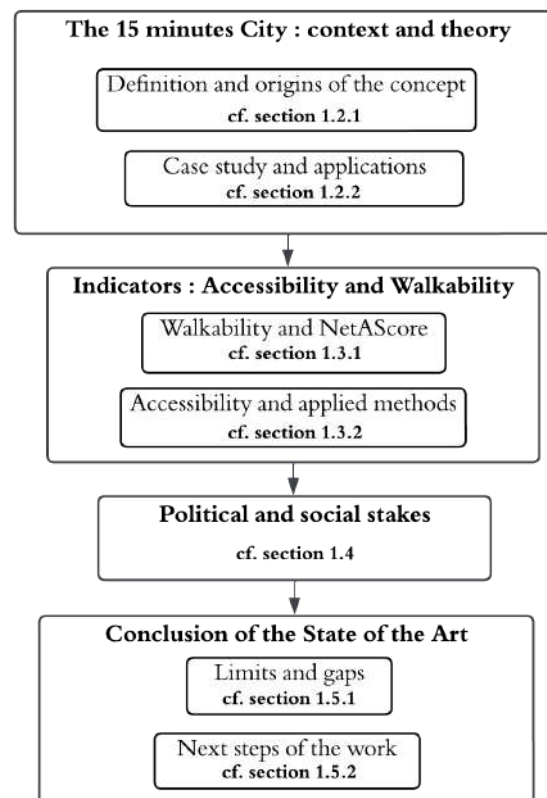 The 15 minutes City : context and theory
Definition and origins of the concept
cf. section 1.2.1
Case study and applications
cf. section 1.2.2
Indicators : Accessibility and Walkability
Walkability and NetAScore
cf. section 1.3.1
Accessibility and applied methods
cf. section 1.3.2
Political and social stakes
cf. section 1.4
Conclusion of the State of the Art
Limits and gaps
cf. section 1.5.1
Next steps of the work
cf. section 1.5.2